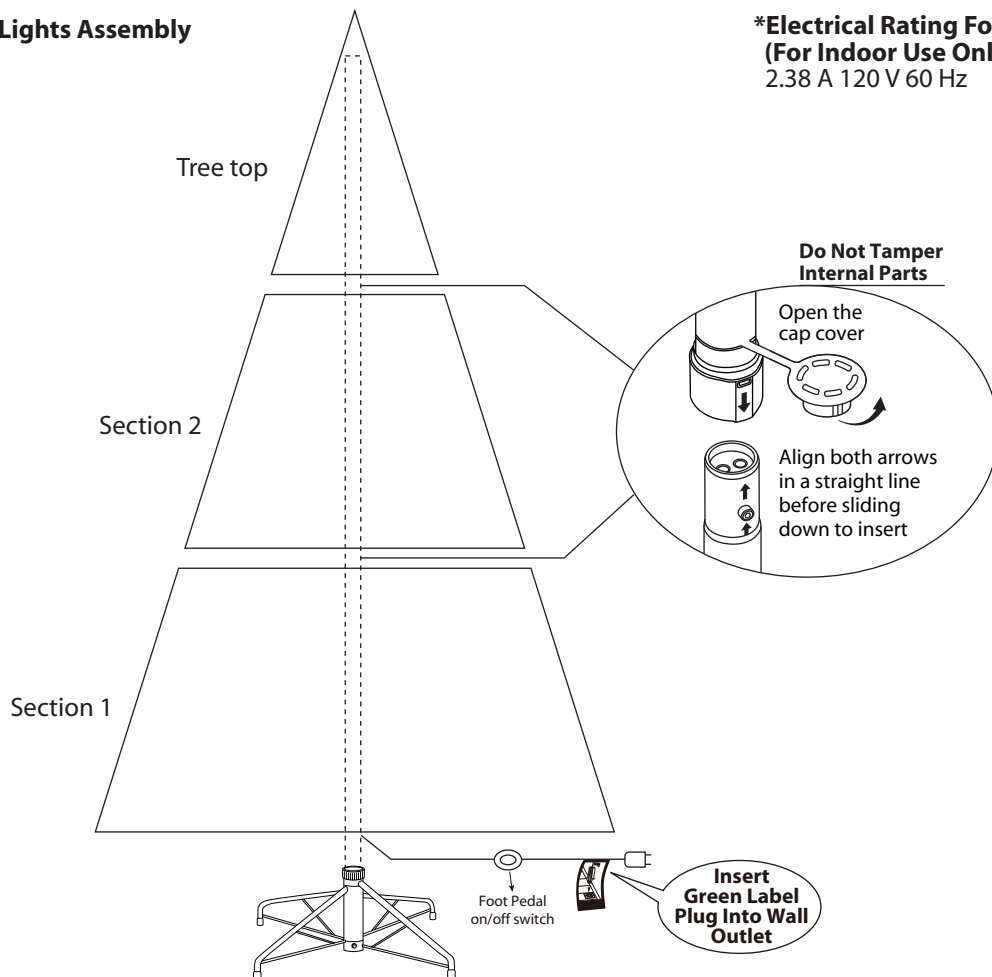 Lights Assembly
*Electrical Rating Fo
(For Indoor Use Onl
2.38 A 120 V 60 Hz
Tree top
Do Not Tamper
Internal Parts
Open the
cap cover
Section 2
Align both arrows
in a straight line
before sliding
down to insert
Section 1
Foot Pedal
on/off switch
Insert
Green Label
Plug Into Wall
Outlet